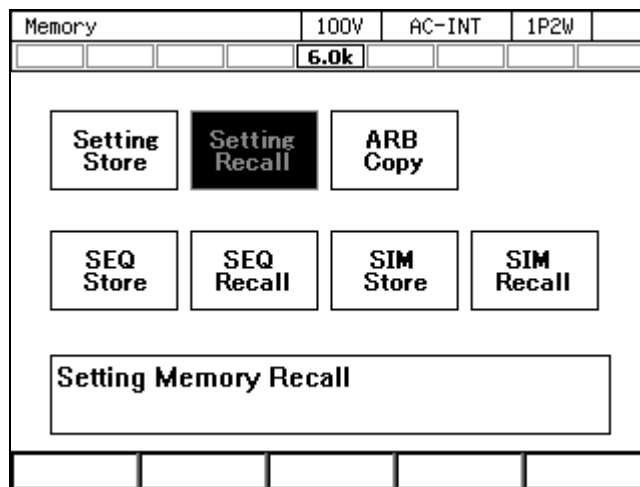 Memory 100V AC-INT 1P2W
6.0k
Setting Store
Setting Recall
ARB Copy
SEQ Store
SEQ Recall
SIM Store
SIM Recall
Setting Memory Recall